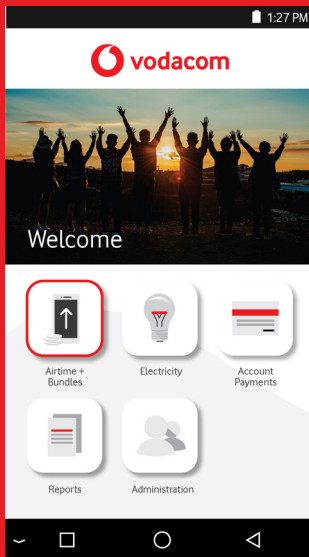 1:27 PM
vodacom
Welcome
Airtime +
Bundles
Electricity
Account
Payments
Reports
Administration